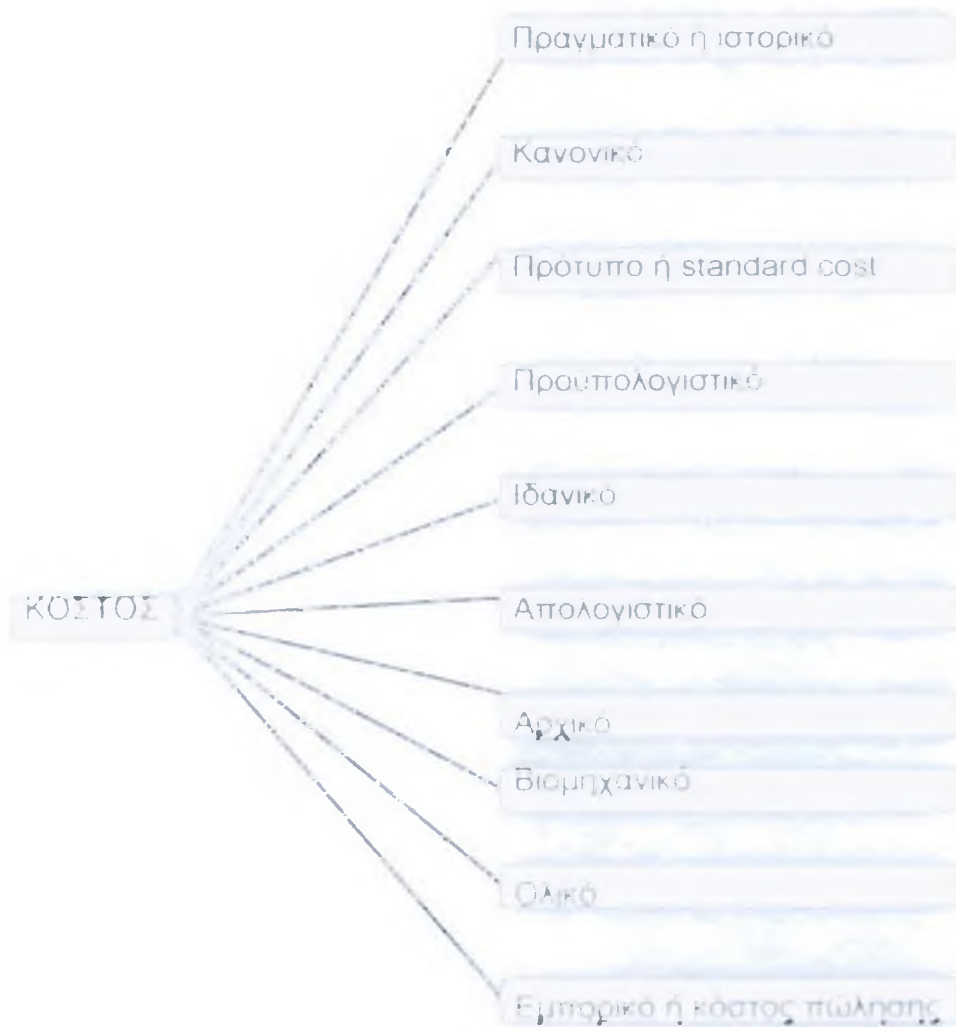 Πραγματικό ή ιστορικό
Κανονικό
Πρότυπο ή standard cost
Προϋπολογιστικό
Ιδανικό
ΚΟΣΤΟΣ
Απολογιστικό
Αρχικό
Βιομηχανικό
Ολικό
Εμπορικό ή κόστος πώλησης